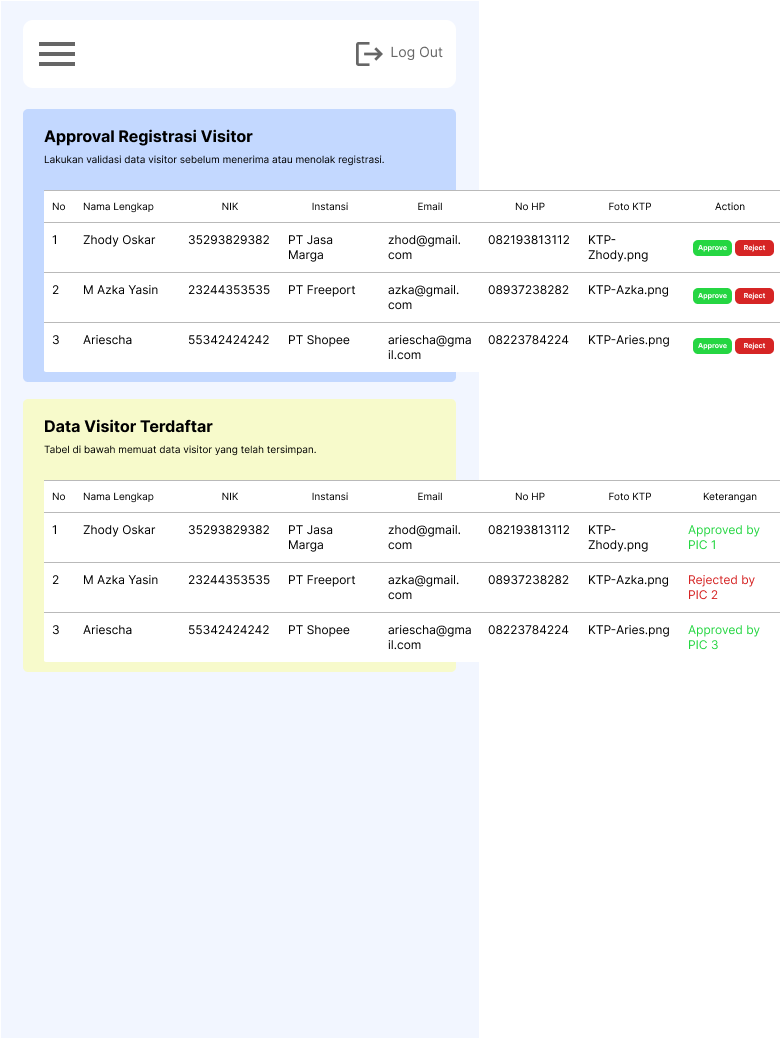 Log Out
Approval Registrasi Visitor
Lakukan validasi data visitor sebelum menerima atau menolak registrasi.
No Nama Lengkap NIK Instansi Email No HP Foto KTP Action
1 Zhody Oskar 35293829382 PT Jasa zhod@gmail. 082193813112 KTP-
Marga com Zhody.png Approve Reject
2 M Azka Yasin 23244353535 PT Freeport azka@gmail. 08937238282 KTP-Azka.png
com Approve Reject
3 Ariescha 55342424242 PT Shopee ariescha@gma 08223784224 KTP-Aries.png
il.com Approve Reject
Data Visitor Terdaftar
Tabel di bawah memuat data visitor yang telah tersimpan.
No Nama Lengkap NIK Instansi Email No HP Foto KTP Keterangan
1 Zhody Oskar 35293829382 PT Jasa zhod@gmail. 082193813112 KTP- Approved by
Marga com Zhody.png PIC 1
2 M Azka Yasin 23244353535 PT Freeport azka@gmail. 08937238282 KTP-Azka.png Rejected by
com PIC 2
3 Ariescha 55342424242 PT Shopee ariescha@gma 08223784224 KTP-Aries.png Approved by
il.com PIC 3